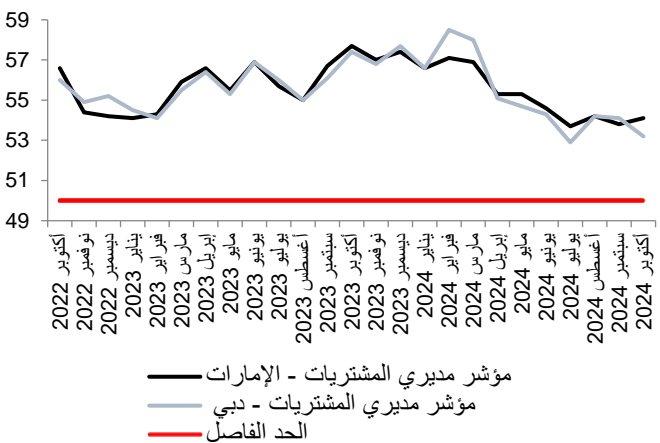 59
57
55
53
51
49
أكتوبر 2022
نوفمبر 2022
ديسمبر 2022
يناير 2023
فبراير 2023
مارس 2023
إبريل 2023
مايو 2023
يونيو 2023
يوليو 2023
أغسطس 2023
سبتمبر 2023
أكتوبر 2023
نوفمبر 2023
ديسمبر 2023
يناير 2024
فبراير 2024
مارس 2024
إبريل 2024
مايو 2024
يونيو 2024
يوليو 2024
أغسطس 2024
سبتمبر 2024
أكتوبر 2024
مؤشر مديري المشتريات - الإمارات
مؤشر مديري المشتريات - دبي
الحد الفاصل